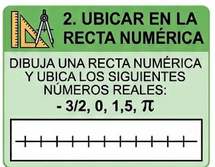 2. UBICAR EN LA
RECTA NUMÉRICA
DIBUJA UNA RECTA NUMÉRICA
Y UBICA LOS SIGUIENTES
NÚMEROS REALES:
- 3/2, 0, 1,5, π